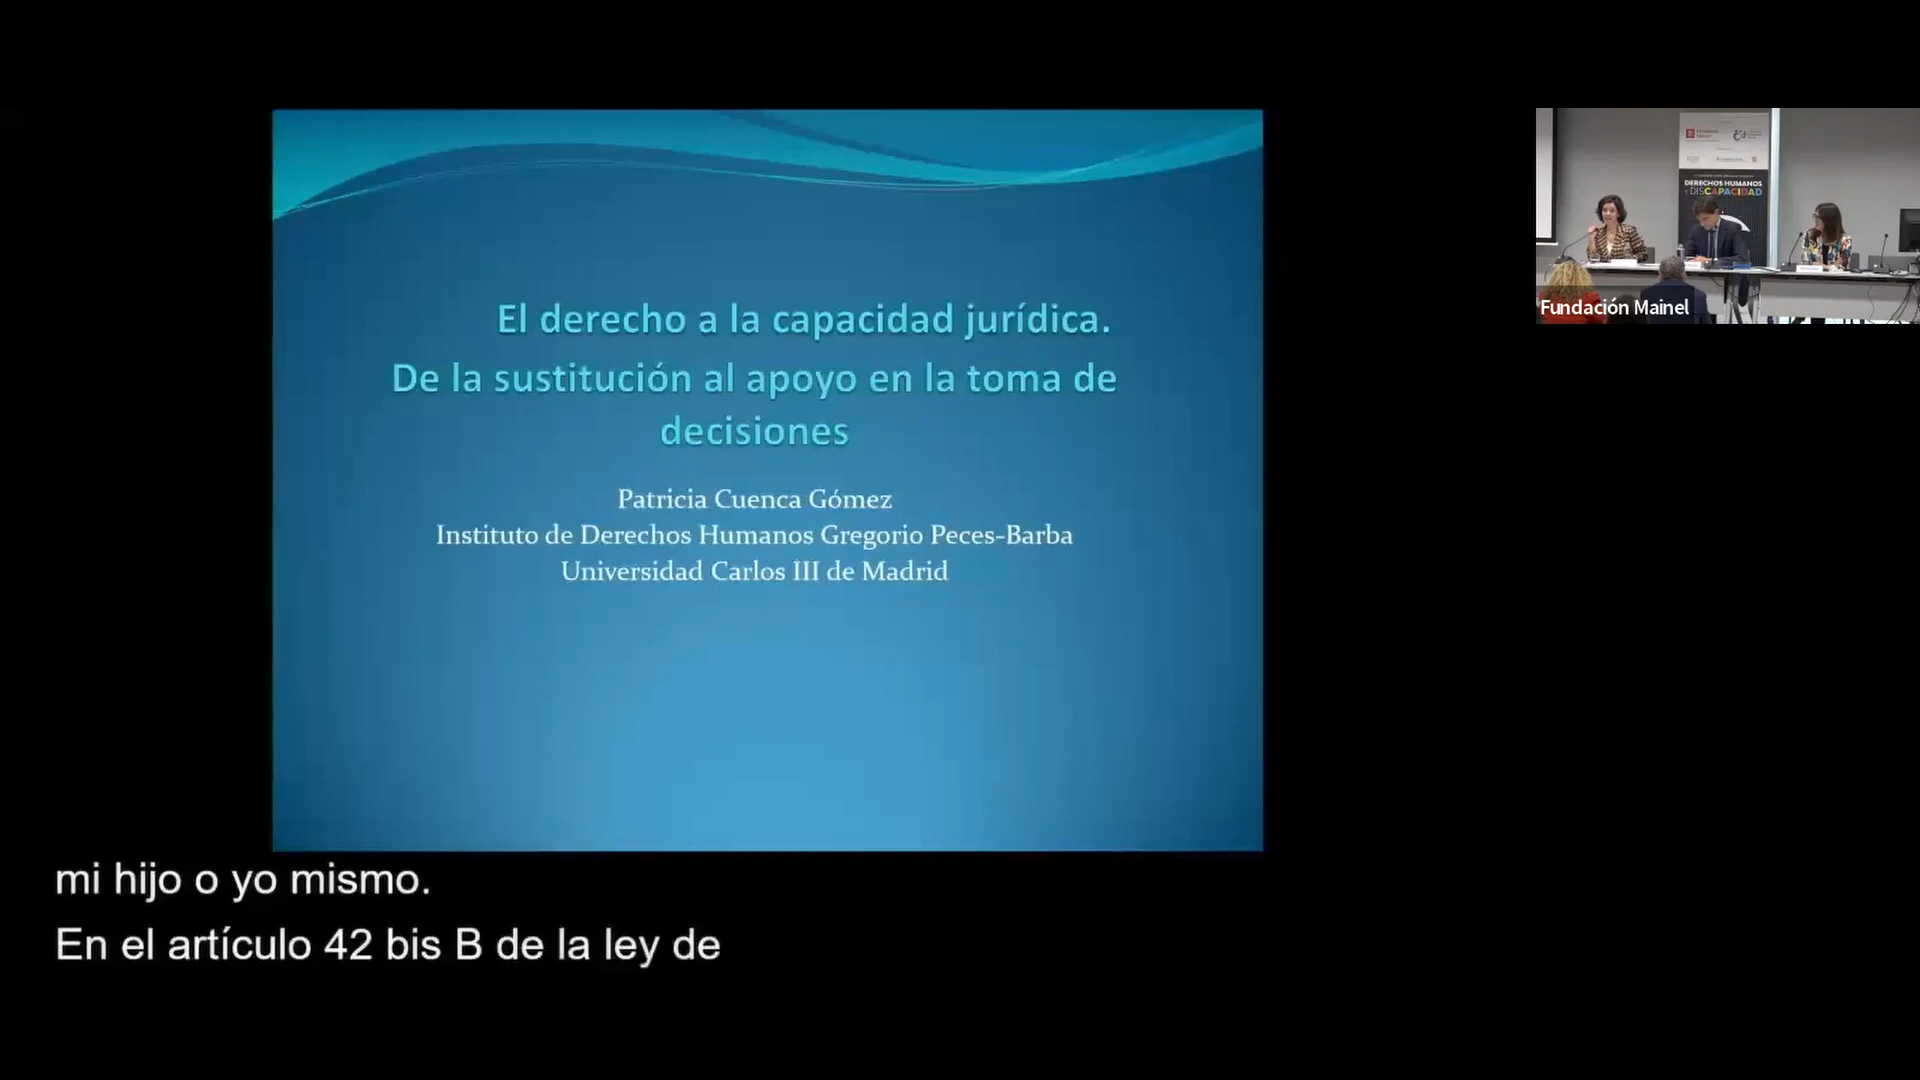 El derecho a la capacidad jurídica.
De la sustitución al apoyo en la toma de
decisiones
Patricia Cuenca Gómez
Instituto de Derechos Humanos Gregorio Peces-Barba
Universidad Carlos III de Madrid
DERECHOS HUMANOS
Y DISCAPACIDAD
Fundación Mainel
mi hijo o yo mismo.
En el artículo 42 bis B de la ley de